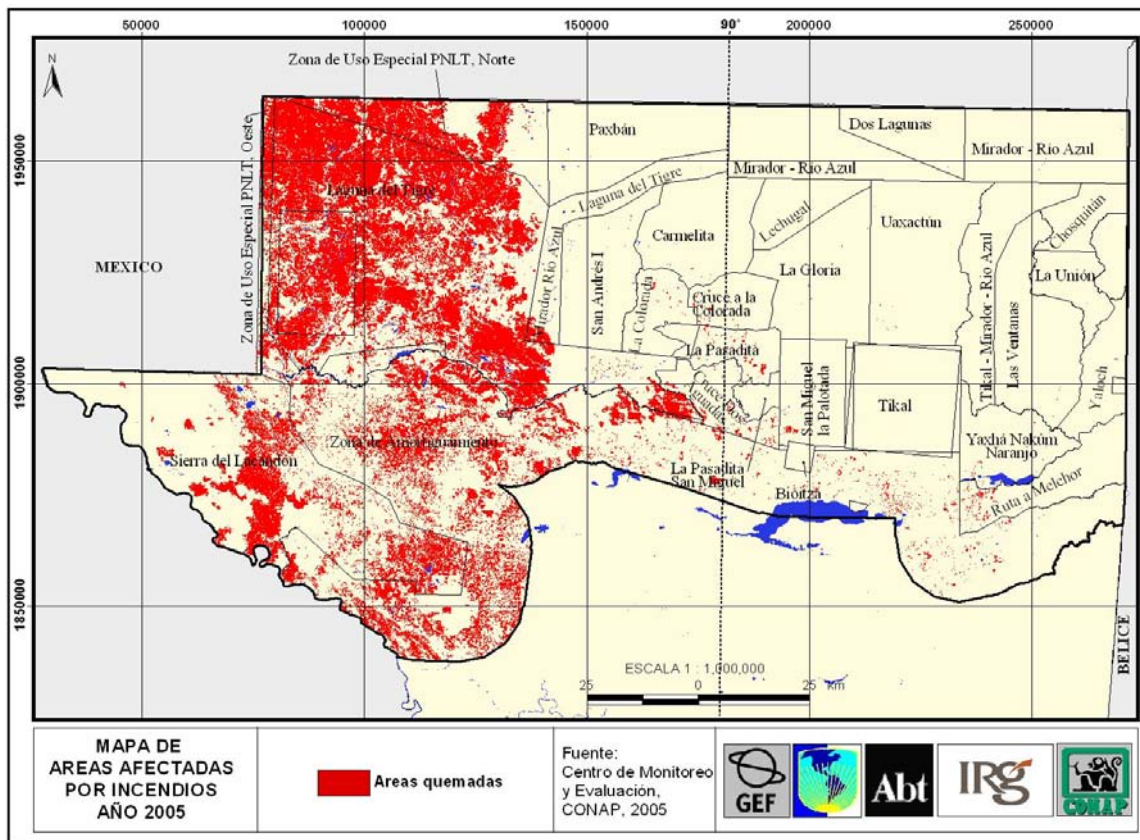 50000 100000 150000 90° 200000 250000
N
Zona de Uso Especial PNLT, Norte
Paxbán
Dos Lagunas
Mirador - Rio Azul
Mirador - Rio Azul
1950000
Zona de Uso Especial PNLT, Oeste
Laguna del Tigre
Laguna del Tigre
Lechugal
Uaxactún
Chosquitán
MEXICO
Carmelita
La Gloria
La Unión
Mirador Río Azul
San Andrés I
La Colorada
Cruce a la
Colorada
Tikal - Mirador - Rio Azul
Las Ventanas
La Pasadita
1900000
San Miguel
la Palotada
Tikal
Yaloch
Zona de Amortiguamiento
Sierra del Lacandón
Yaxhá Nakúm
Naranjo
La Pasadita
San Miguel
Bioitzá
Ruta a Melchor
1850000
BELICE
ESCALA 1 : 1,000,000
25 0 25 km
MAPA DE
AREAS AFECTADAS
POR INCENDIOS
AÑO 2005
Areas quemadas
Fuente:
Centro de Monitoreo
y Evaluación,
CONAP, 2005
GEF
Abt
IRG
CONAP